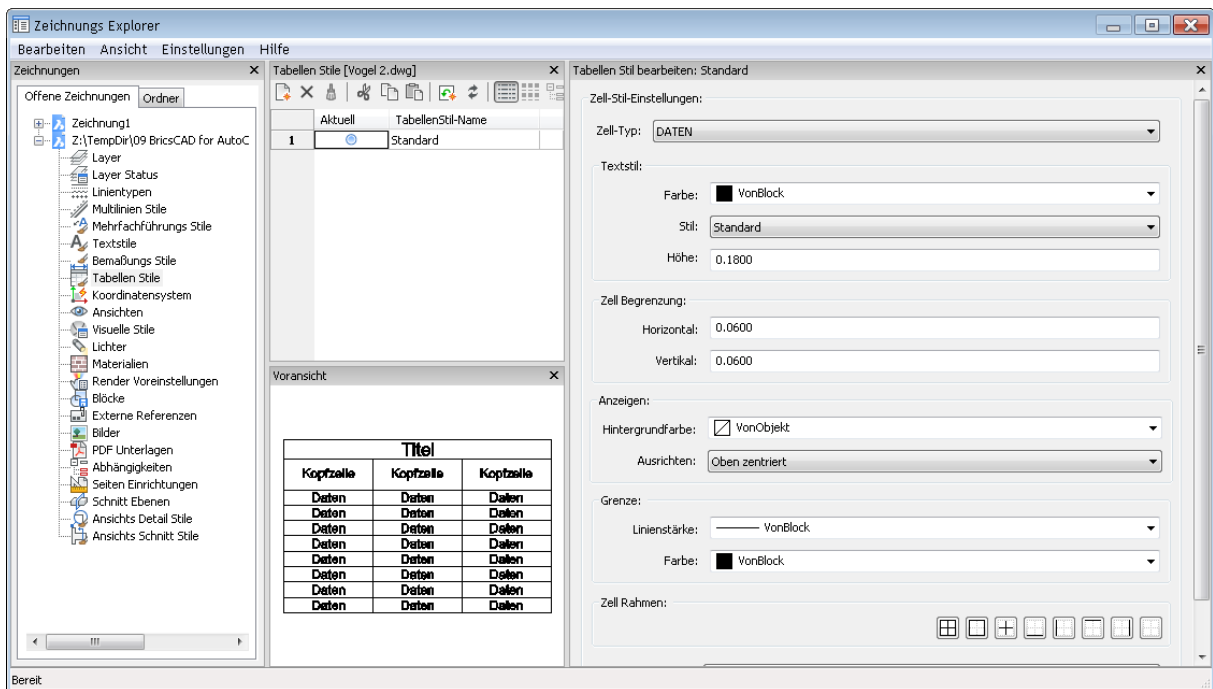 Zeichnungs Explorer
Bearbeiten Ansicht Einstellungen Hilfe
Zeichnungen
Offene Zeichnungen Ordner
Zeichnung1
Z:\TempDir\09 BricsCAD for AutoC
Layer
Layer Status
Linientypen
Multilinien Stile
Mehrfachführungs Stile
Textstile
Bemaßungs Stile
Tabellen Stile
Koordinatensystem
Ansichten
Visuelle Stile
Lichter
Materialien
Render Voreinstellungen
Blöcke
Externe Referenzen
Bilder
PDF Unterlagen
Abhängigkeiten
Seiten Einrichtungen
Schnitt Ebenen
Ansichts Detail Stile
Ansichts Schnitt Stile
Tabellen Stile [Vogel 2.dwg]
Aktuell TabellenStil-Name
1 Standard
Voransicht
Titel
Kopfzelle Kopfzelle Kopfzelle
Daten Daten Daten
Daten Daten Daten
Daten Daten Daten
Daten Daten Daten
Daten Daten Daten
Daten Daten Daten
Daten Daten Daten
Daten Daten Daten
Tabellen Stil bearbeiten: Standard
Zell-Stil-Einstellungen:
Zell-Typ: DATEN
Textstil:
Farbe: VonBlock
Stil: Standard
Höhe: 0.1800
Zell Begrenzung:
Horizontal: 0.0600
Vertikal: 0.0600
Anzeigen:
Hintergrundfarbe: VonObjekt
Ausrichten: Oben zentriert
Grenze:
Linienstärke: VonBlock
Farbe: VonBlock
Zell Rahmen:
Bereit